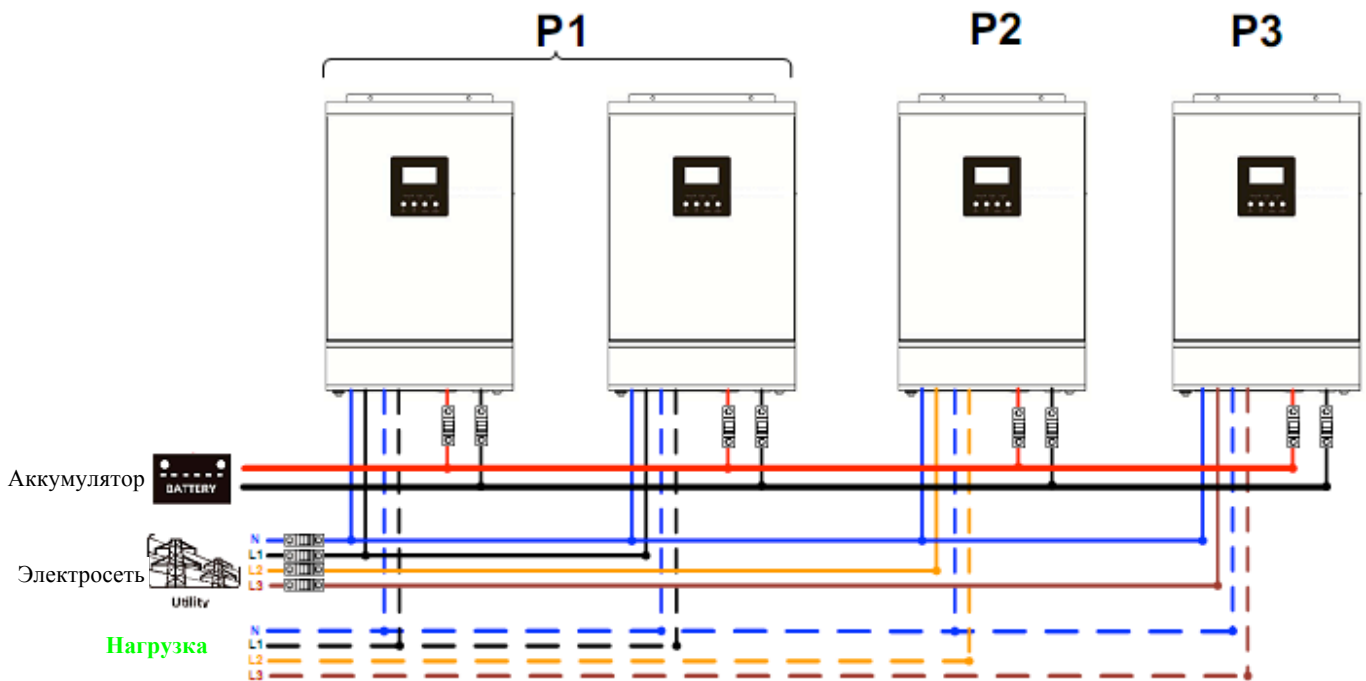 P1 P2 P3
Аккумулятор
BATTERY
N
L1
L2
L3
Электросеть
Utility
N
L1
L2
L3
Нагрузка